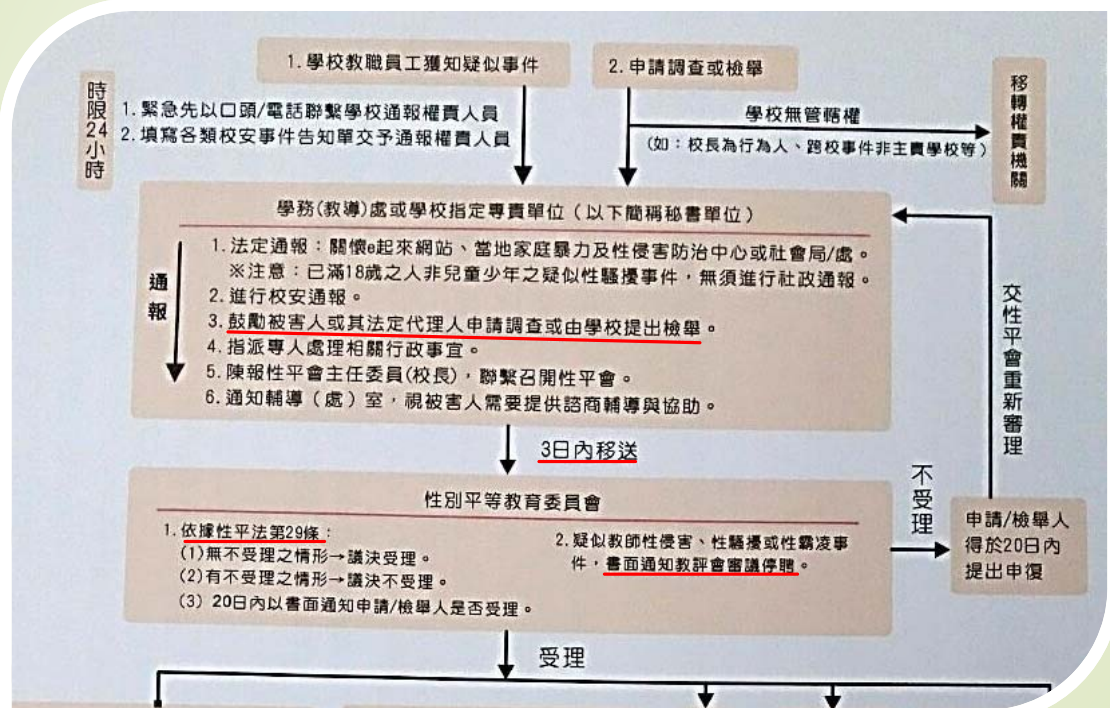 1.學校教職員工獲知疑似事件
2.申請調查或檢舉
移轉權責機關
時限24小時
1.緊急先以口頭/電話聯繫學校通報權責人員
2.填寫各類校安事件告知單交予通報權責人員
學校無管轄權
(如：校長為行為人、跨校事件非主責學校等)
學務(教導)處或學校指定專責單位（以下簡稱秘書單位）
通報
1.法定通報：關懷e起來網站、當地家庭暴力及性侵害防治中心或社會局/處。
※注意：已滿18歲之人非兒童少年之疑似性騷擾事件，無須進行社政通報。
2.進行校安通報。
3.鼓勵被害人或其法定代理人申請調查或由學校提出檢舉。
4.指派專人處理相關行政事宜。
5.陳報性平會主任委員(校長)，聯繫召開性平會。
6.通知輔導（處）室，視被害人需要提供諮商輔導與協助。
交性平會重新審理
3日內移送
性別平等教育委員會
1.依據性平法第29條：
(1)無不受理之情形→議決受理。
(2)有不受理之情形→議決不受理。
(3) 20日內以書面通知申請/檢舉人是否受理。
2.疑似教師性侵害、性騷擾或性霸凌事
件，書面通知教評會審議停聘。
不受理
申請/檢舉人
得於20日內
提出申復
受理